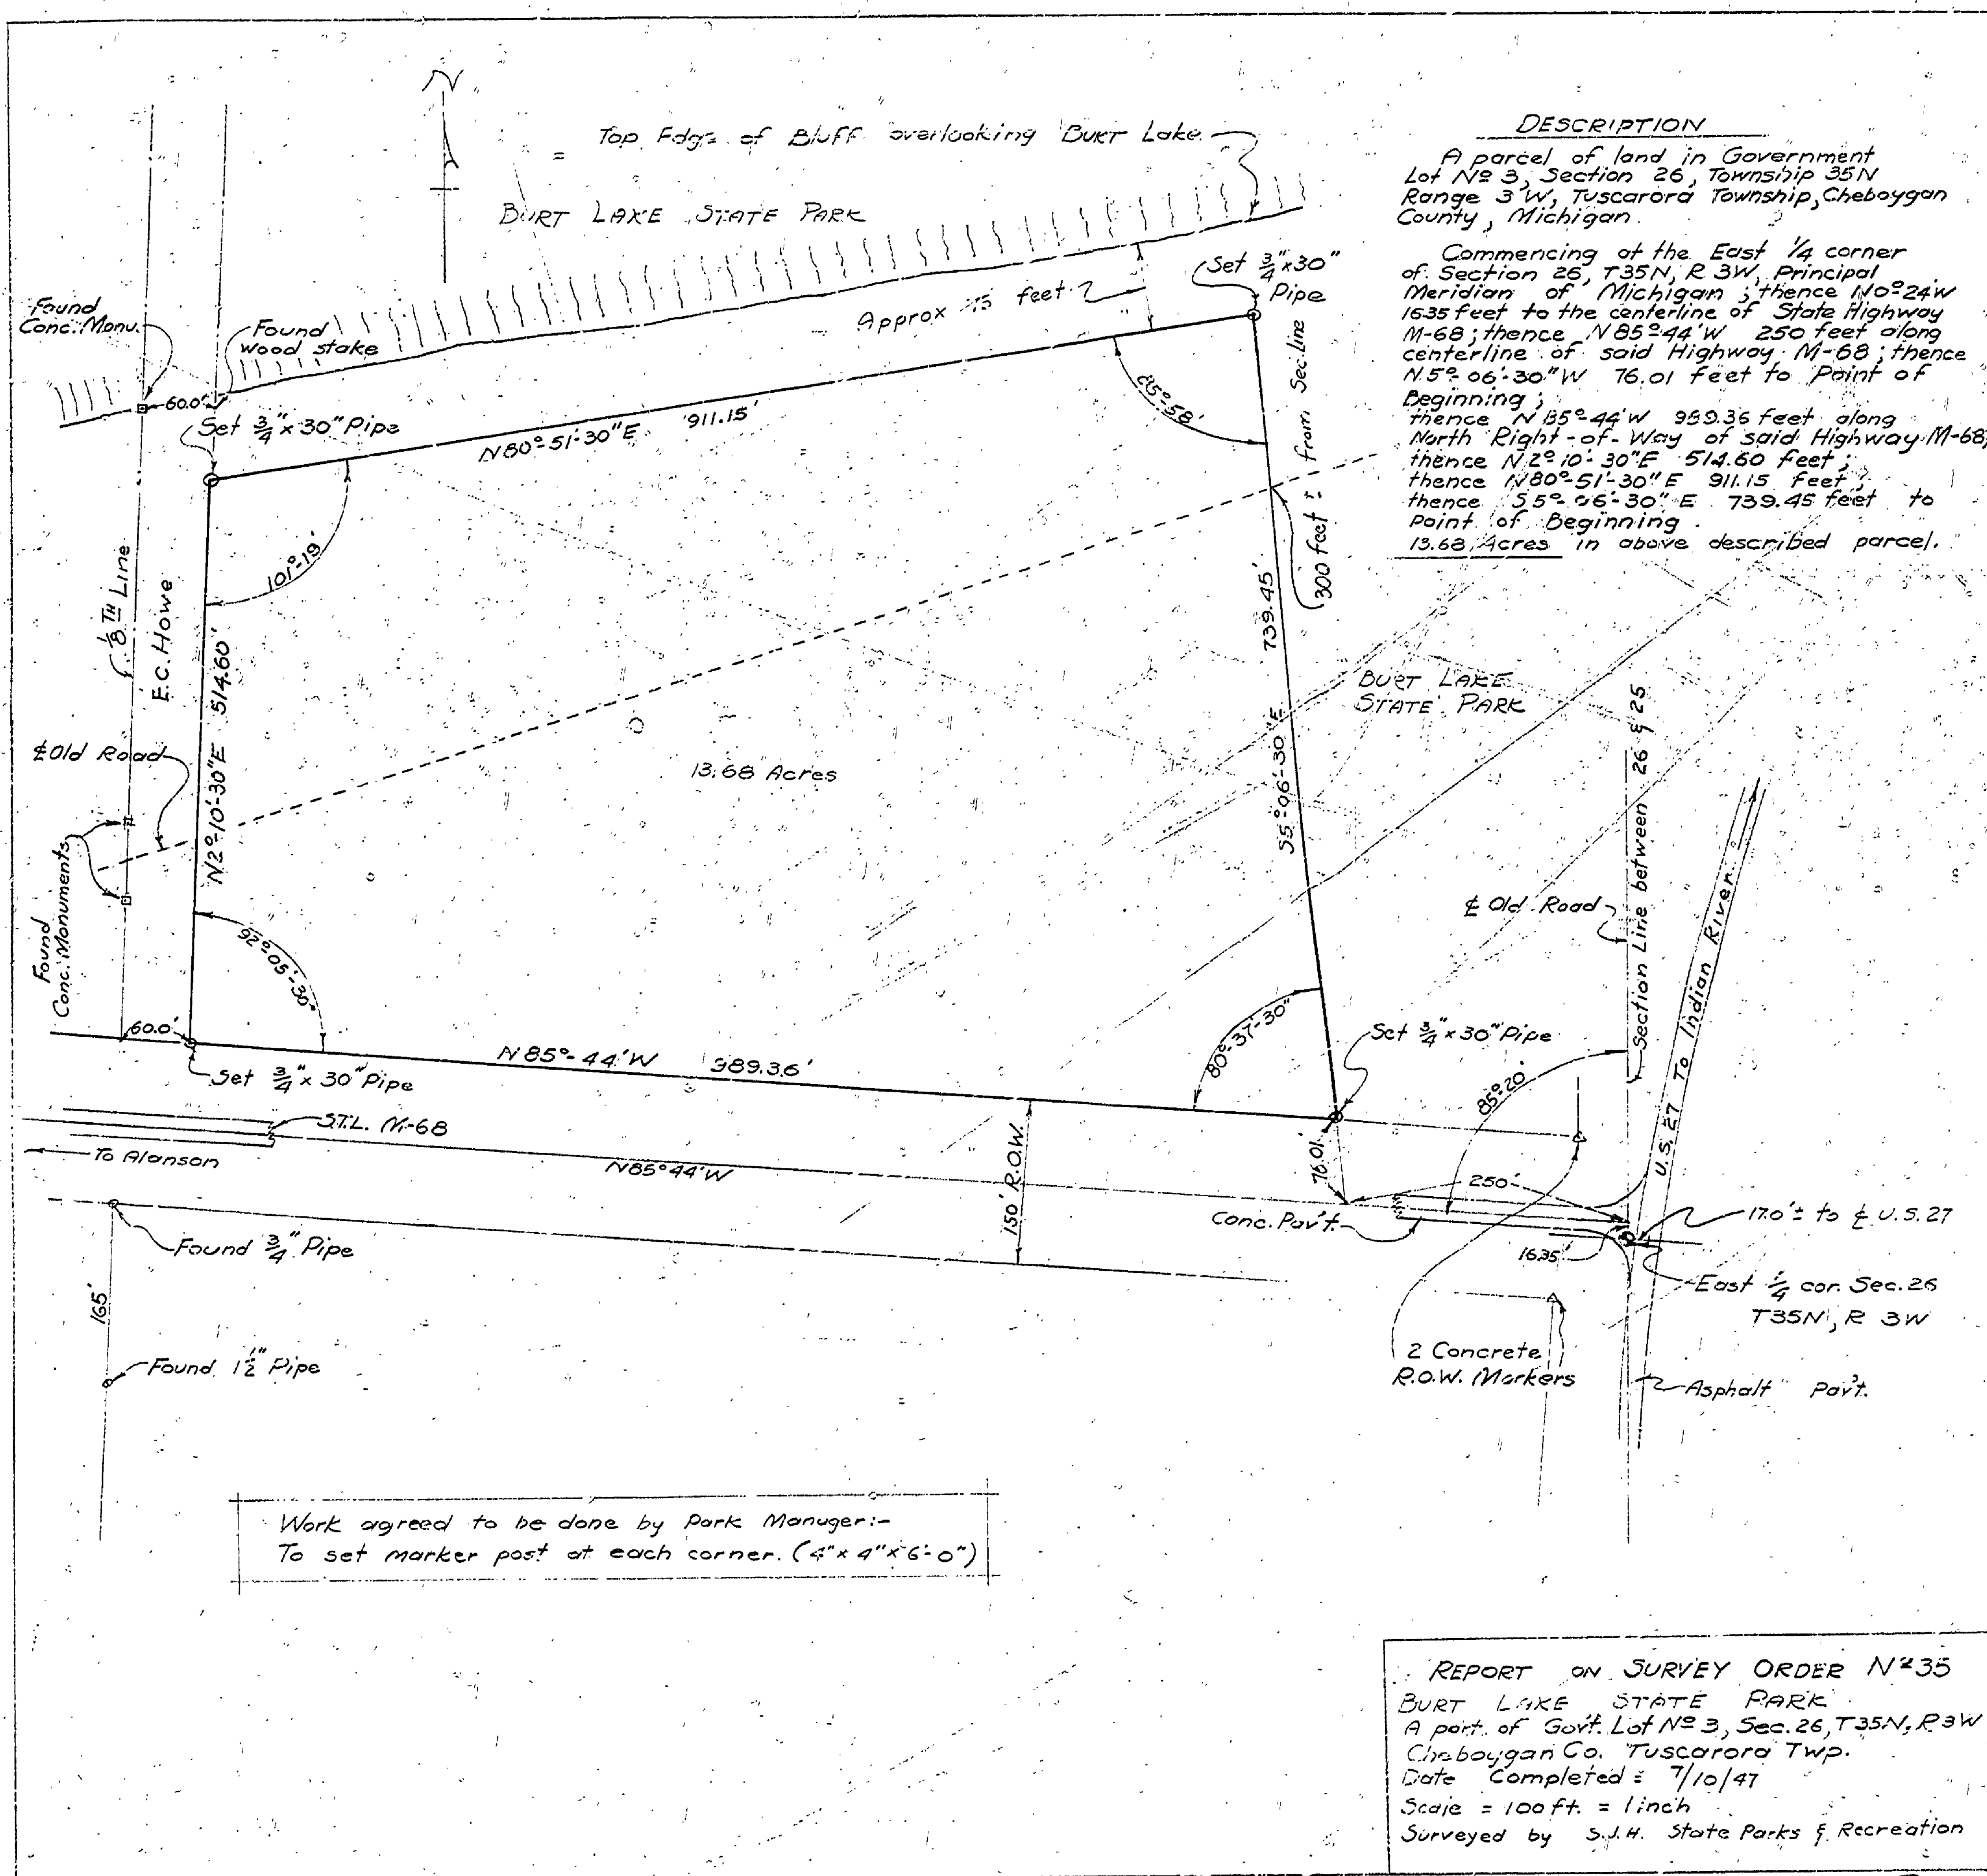 N
Top Edge of Bluff overlooking Burt Lake
BURT LAKE STATE PARK
DESCRIPTION
A parcel of land in Government
Lot Nº 3, Section 26, Township 35N
Range 3 W, Tuscarora Township, Cheboygan
County, Michigan.
Commencing at the East 1/4 corner
of Section 26, T35N, R 3W, Principal
Meridian of Michigan; thence N0°24'W
16.35 feet to the centerline of State Highway
M-68; thence N85°44'W 250 feet along
centerline of said Highway M-68; thence
N.5°-06'-30"W 76.01 feet to Point of
Beginning;
thence N 85°-44'W 989.36 feet along
North Right-of-Way of said Highway M-68;
thence N.2°10'-30"E 514.60 feet;
thence N80°-51'-30"E 911.15 feet;
thence S5°-06'-30"E 739.45 feet to
Point of Beginning.
13.68 Acres in above described parcel.
Found
Conc. Monu.
Found
wood stake
60.0'
Set 3/4" x 30" Pipe
Approx feet
Set 3/4" x 30"
Pipe
N80°-51'-30"E 911.15'
85°-58'
300 feet ± from Sec. Line
101°-19'
1/8 TH Line
E.C. Howe
N2°-10'-30"E 514.60'
739.45'
S5°-06'-30"E
BURT LAKE
STATE PARK
℄ Old Road
13.68 Acres
Found
Conc. Monuments
92°-05'-30"
80°-37'-30"
℄ Old Road
Section Line between 26 & 25
U.S. 27 To Indian River
60.0'
Set 3/4" x 30" Pipe
N 85°-44'W 989.36'
Set 3/4" x 30" Pipe
85°20'
S.T.L. M-68
To Alanson
N85°44'W
150' R.O.W.
76.01'
250'
Conc. Pav't.
16.35'
17.0'± to ℄ U.S. 27
East 1/4 cor. Sec. 26
T35N, R 3W
Found 3/4" Pipe
165'
Found 1 1/2" Pipe
2 Concrete
R.O.W. Markers
Asphalt Pav't.
Work agreed to be done by Park Manager:-
To set marker post at each corner. (4" x 4" x 6'-0")
REPORT ON SURVEY ORDER Nº 35
BURT LAKE STATE PARK
A part of Gov't. Lot Nº 3, Sec. 26, T35N, R3W
Cheboygan Co. Tuscarora Twp.
Date Completed = 7/10/47
Scale = 100 ft. = 1 inch
Surveyed by S.J.H. State Parks & Recreation